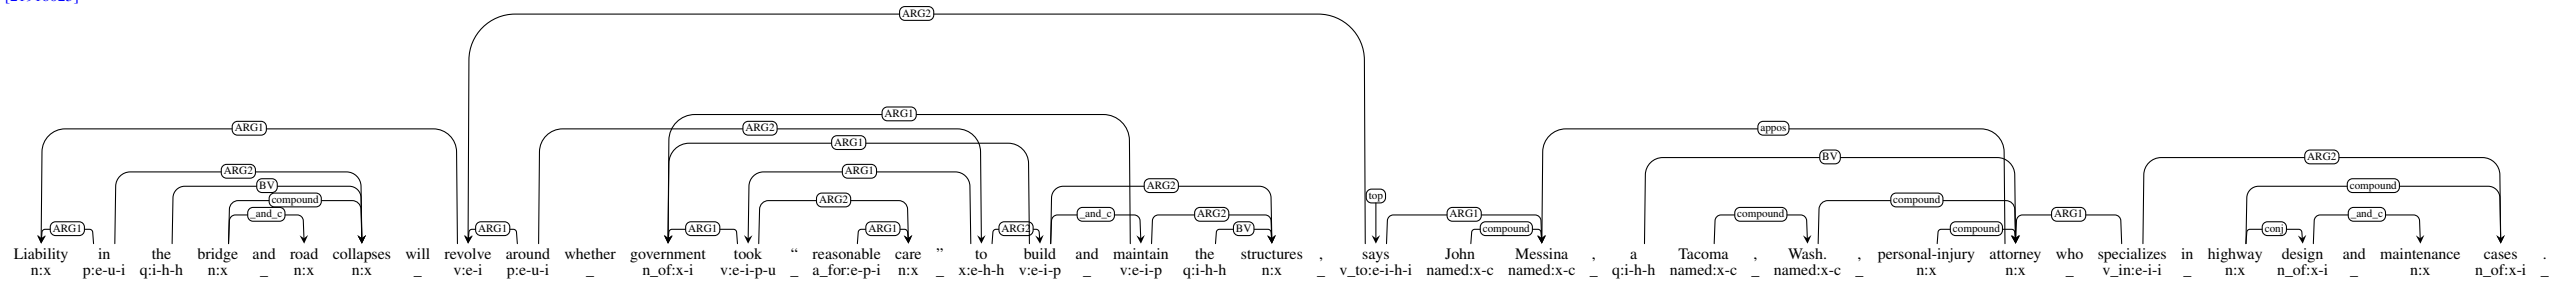 ARG2
ARG1
ARG1 ARG2 appos
ARG1
BV ARG2
ARG2 ARG1
BV ARG2 compound
compound ARG2 top compound
_and_c _and_c ARG2 ARG1 compound _and_c
ARG1 ARG1 ARG1 ARG1 ARG2 BV compound compound ARG1 conj
Liability in the bridge and road collapses will revolve around whether government took “ reasonable care ” to build and maintain the structures , says John Messina , a Tacoma , Wash. , personal-injury attorney who specializes in highway design and maintenance cases .
n:x p:e-u-i q:i-h-h n:x _ n:x n:x _ v:e-i p:e-u-i _ n_of:x-i v:e-i-p-u _ a_for:e-p-i n:x _ x:e-h-h v:e-i-p _ v:e-i-p q:i-h-h n:x _ v_to:e-i-h-i named:x-c named:x-c _ q:i-h-h named:x-c _ named:x-c _ n:x n:x _ v_in:e-i-i _ n:x n_of:x-i _ n:x n_of:x-i _